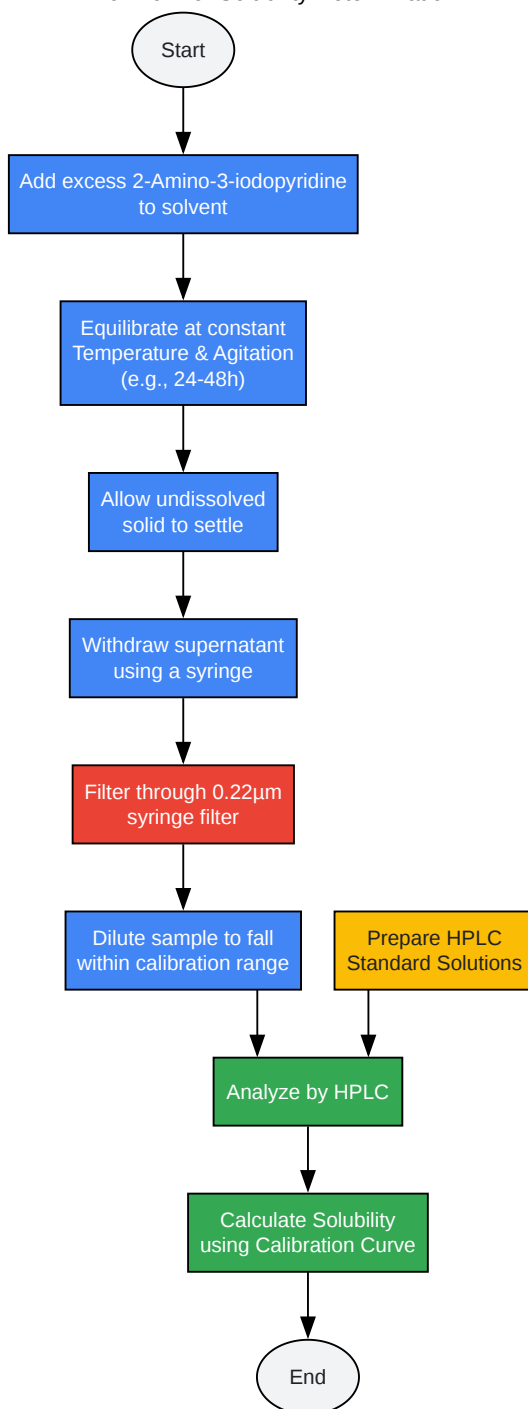 Start
Add excess 2-Amino-3-iodopyridine
to solvent
Equilibrate at constant
Temperature & Agitation
(e.g., 24-48h)
Allow undissolved
solid to settle
Withdraw supernatant
using a syringe
Filter through 0.22µm
syringe filter
Dilute sample to fall
within calibration range
Prepare HPLC
Standard Solutions
Analyze by HPLC
Calculate Solubility
using Calibration Curve
End